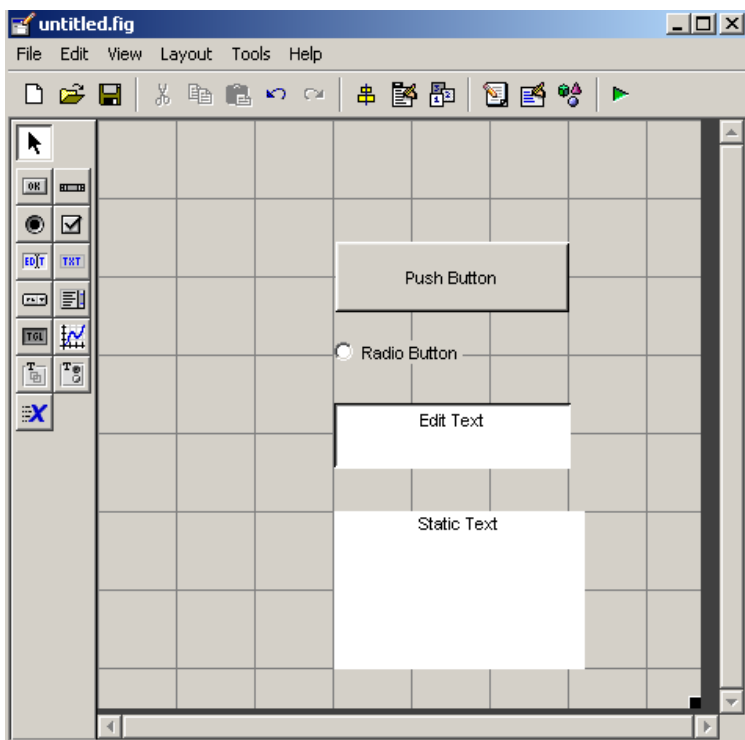 untitled.fig
File Edit View Layout Tools Help
OK
EDIT TXT
TGL
T T
X
Push Button
Radio Button
Edit Text
Static Text